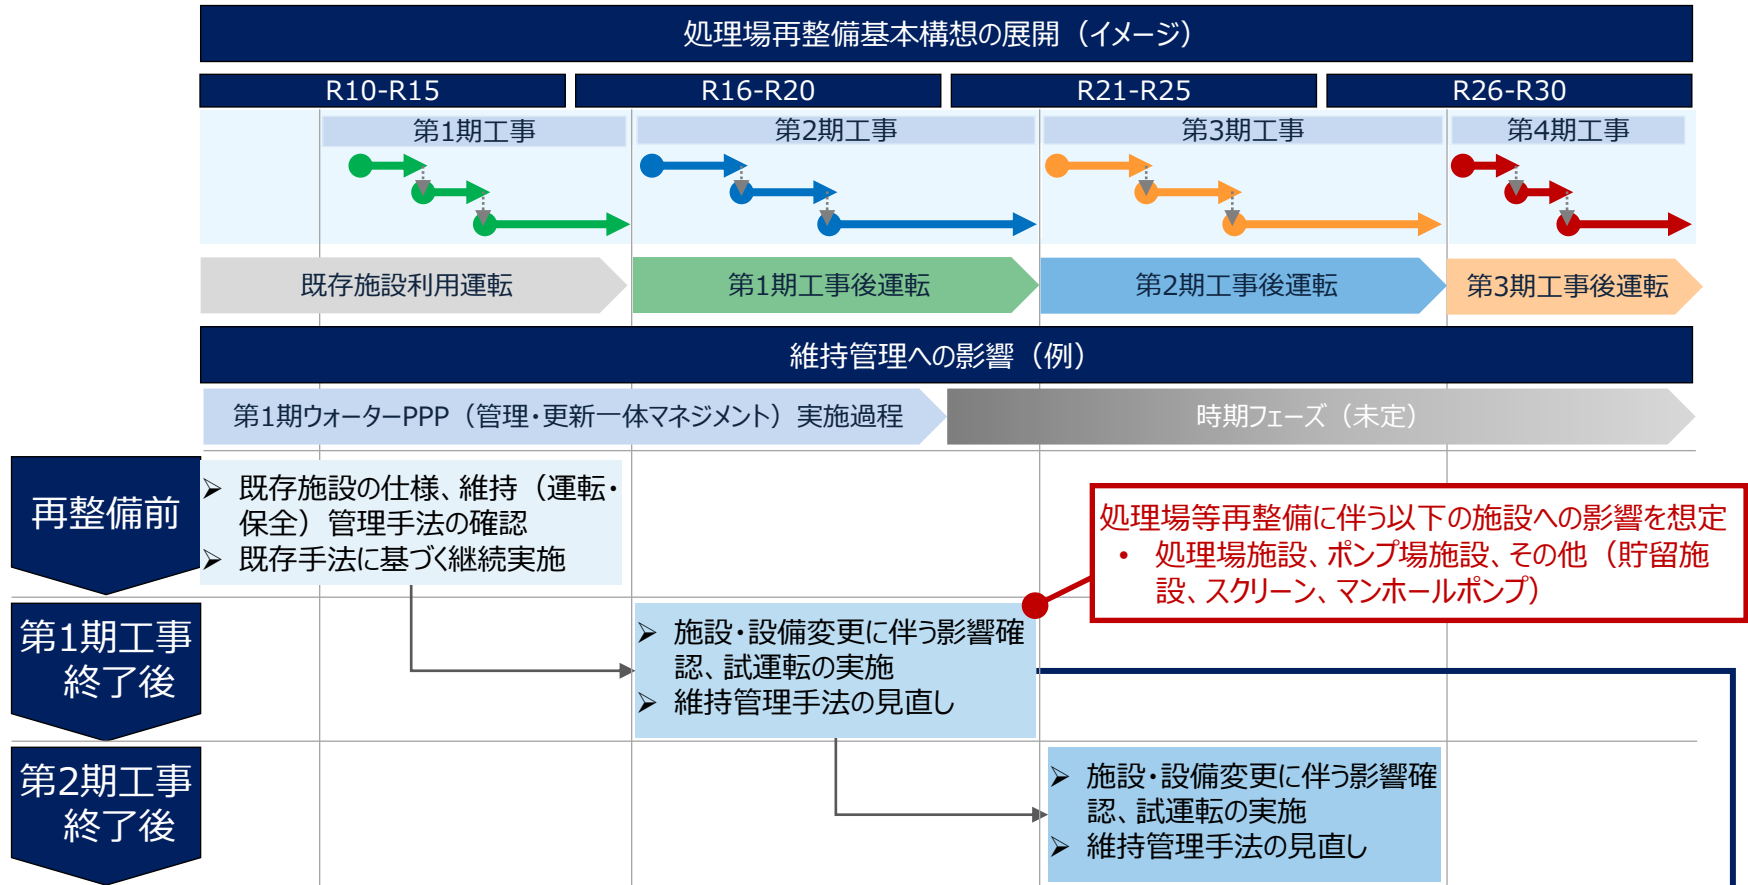 処理場再整備基本構想の展開（イメージ）
R10-R15
R16-R20
R21-R25
R26-R30
第1期工事
第2期工事
第3期工事
第4期工事
既存施設利用運転
第1期工事後運転
第2期工事後運転
第3期工事後運転
維持管理への影響（例）
第1期ウォーターPPP（管理・更新一体マネジメント）実施過程
時期フェーズ（未定）
再整備前
➢ 既存施設の仕様、維持（運転・
保全）管理手法の確認
➢ 既存手法に基づく継続実施
処理場等再整備に伴う以下の施設への影響を想定
• 処理場施設、ポンプ場施設、その他（貯留施
設、スクリーン、マンホールポンプ）
第1期工事
終了後
➢ 施設・設備変更に伴う影響確
認、試運転の実施
➢ 維持管理手法の見直し
第2期工事
終了後
➢ 施設・設備変更に伴う影響確
認、試運転の実施
➢ 維持管理手法の見直し